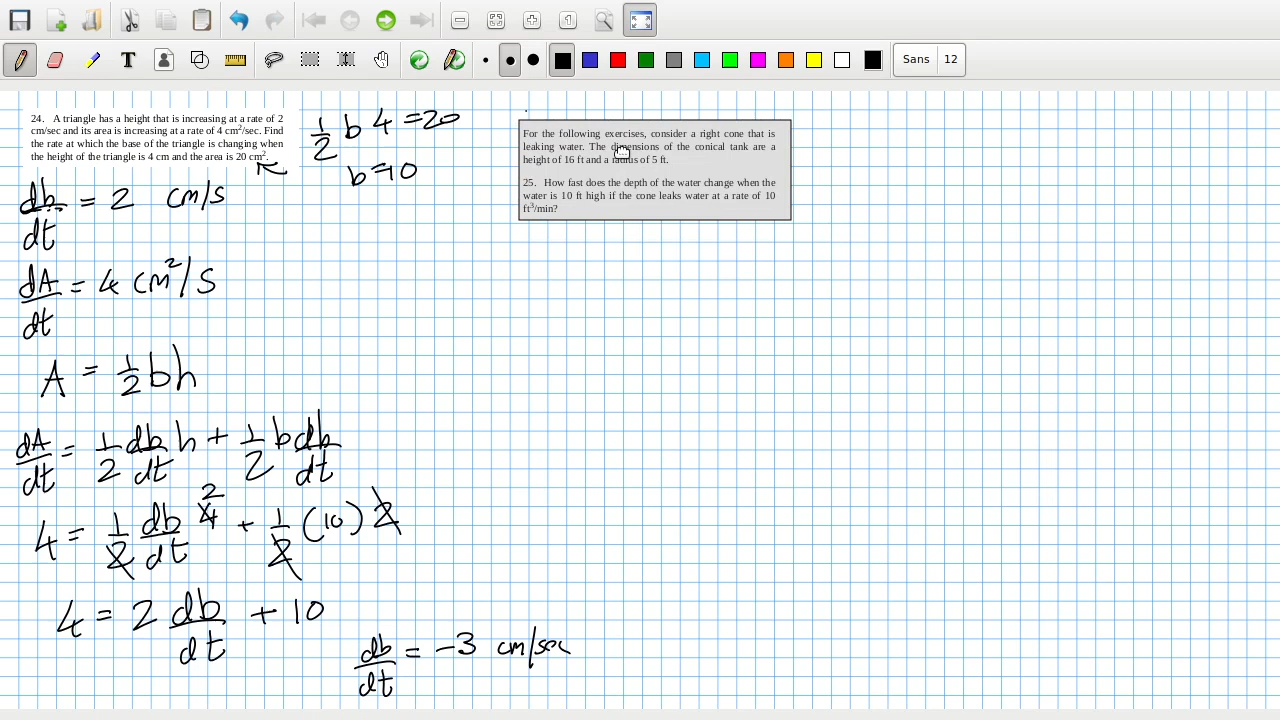 Sans 12
24. A triangle has a height that is increasing at a rate of 2
cm/sec and its area is increasing at a rate of 4 cm²/sec. Find
the rate at which the base of the triangle is changing when
the height of the triangle is 4 cm and the area is 20 cm².
1/2 b 4 = 20
b = 10
For the following exercises, consider a right cone that is
leaking water. The dimensions of the conical tank are a
height of 16 ft and a radius of 5 ft.
25. How fast does the depth of the water change when the
water is 10 ft high if the cone leaks water at a rate of 10
ft³/min?
dh/dt = 2 cm/s
dA/dt = 4 cm²/s
A = 1/2 bh
dA/dt = 1/2 db/dt h + 1/2 b dh/dt
2
4 = 1/2 db/dt 4 + 1/2 (10) 2
4 = 2 db/dt + 10
db/dt = -3 cm/sec